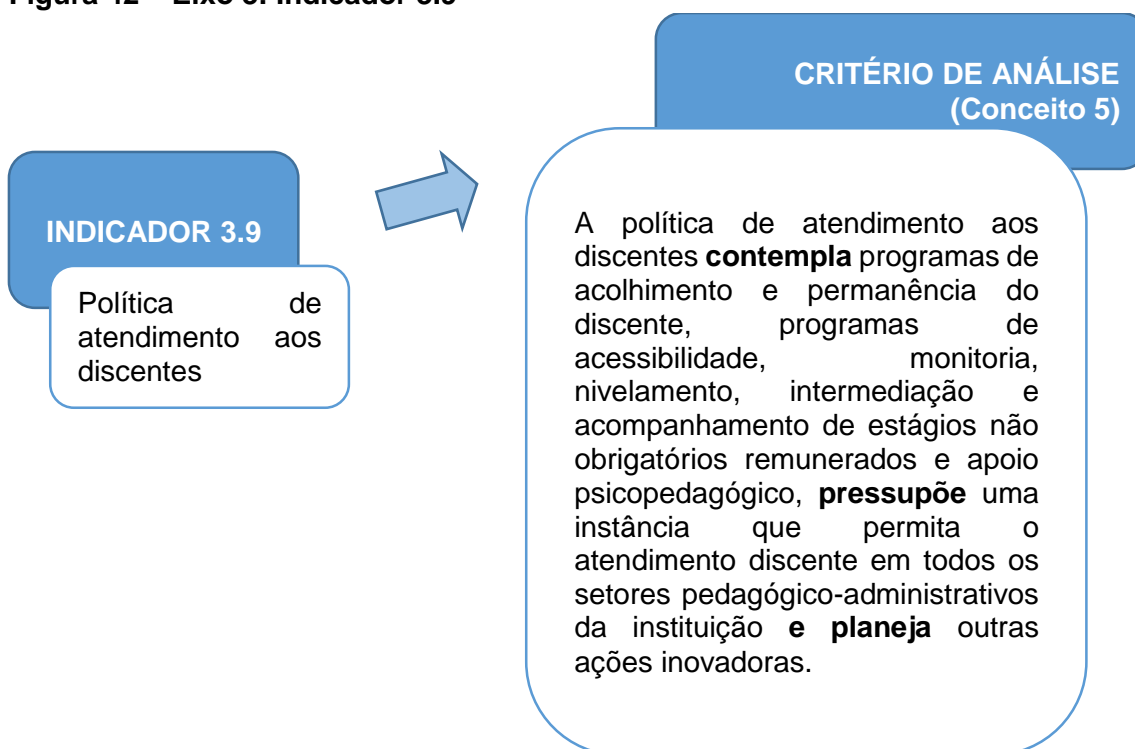 CRITÉRIO DE ANÁLISE
(Conceito 5)
INDICADOR 3.9
Política de
atendimento aos
discentes
A política de atendimento aos
discentes contempla programas de
acolhimento e permanência do
discente, programas de
acessibilidade, monitoria,
nivelamento, intermediação e
acompanhamento de estágios não
obrigatórios remunerados e apoio
psicopedagógico, pressupõe uma
instância que permita o
atendimento discente em todos os
setores pedagógico-administrativos
da instituição e planeja outras
ações inovadoras.